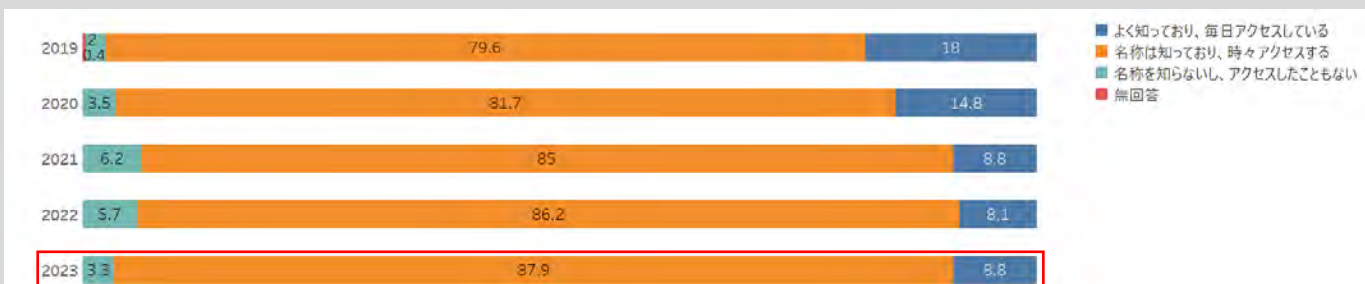 2019 2 0.4 79.6 18
2020 3.5 81.7 14.8
2021 6.2 85 8.8
2022 5.7 86.2 8.1
2023 3.3 87.9 8.8
よく知っており、毎日アクセスしている
名称は知っており、時々アクセスする
名称を知らないし、アクセスしたこともない
無回答